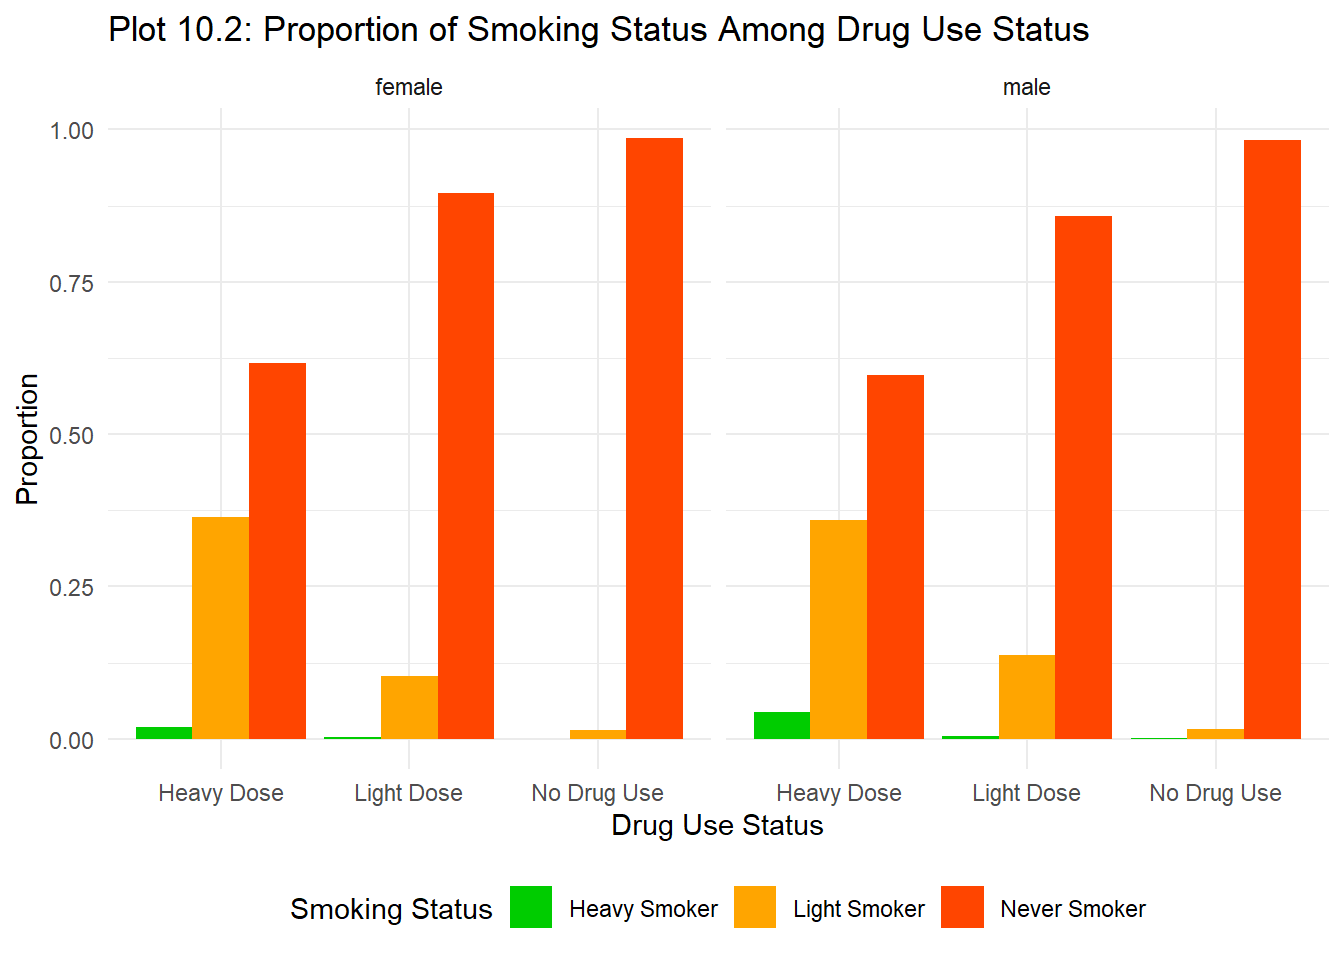 Plot 10.2: Proportion of Smoking Status Among Drug Use Status
female
male
1.00
0.75
0.50
0.25
0.00
Proportion
Heavy Dose
Light Dose
No Drug Use
Heavy Dose
Light Dose
No Drug Use
Drug Use Status
Smoking Status
Heavy Smoker
Light Smoker
Never Smoker